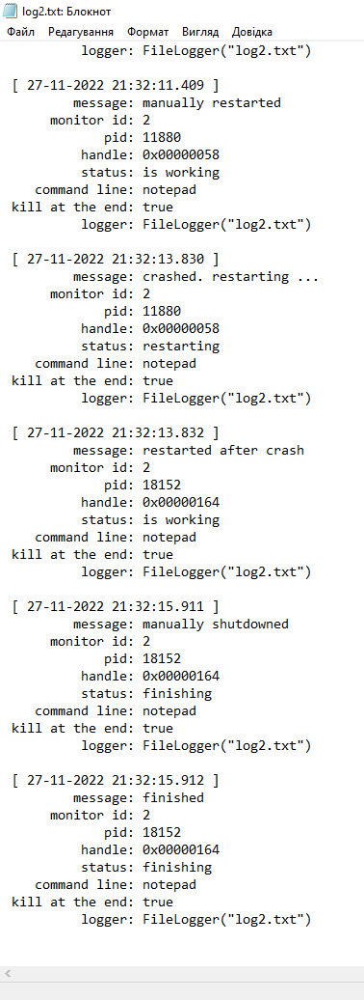 log2.txt: Блокнот
Файл Редагування Формат Вигляд Довідка
logger: FileLogger("log2.txt")
[ 27-11-2022 21:32:11.409 ]
message: manually restarted
monitor id: 2
pid: 11880
handle: 0x00000058
status: is working
command line: notepad
kill at the end: true
logger: FileLogger("log2.txt")
[ 27-11-2022 21:32:13.830 ]
message: crashed. restarting ...
monitor id: 2
pid: 11880
handle: 0x00000058
status: restarting
command line: notepad
kill at the end: true
logger: FileLogger("log2.txt")
[ 27-11-2022 21:32:13.832 ]
message: restarted after crash
monitor id: 2
pid: 18152
handle: 0x00000164
status: is working
command line: notepad
kill at the end: true
logger: FileLogger("log2.txt")
[ 27-11-2022 21:32:15.911 ]
message: manually shutdowned
monitor id: 2
pid: 18152
handle: 0x00000164
status: finishing
command line: notepad
kill at the end: true
logger: FileLogger("log2.txt")
[ 27-11-2022 21:32:15.912 ]
message: finished
monitor id: 2
pid: 18152
handle: 0x00000164
status: finishing
command line: notepad
kill at the end: true
logger: FileLogger("log2.txt")